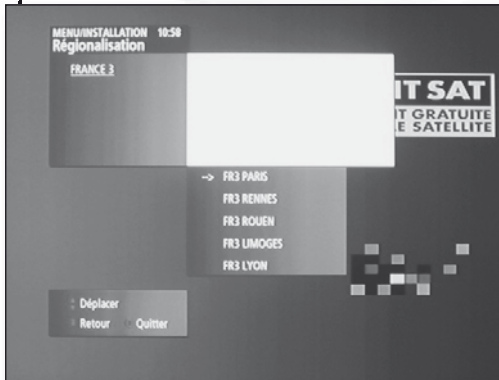 MENU/INSTALLATION 10:58
Régionalisation
FRANCE 3
IT SAT
IT GRATUITE
LE SATELLITE
--> FR3 PARIS
FR3 RENNES
FR3 ROUEN
FR3 LIMOGES
FR3 LYON
Déplacer
Retour Quitter